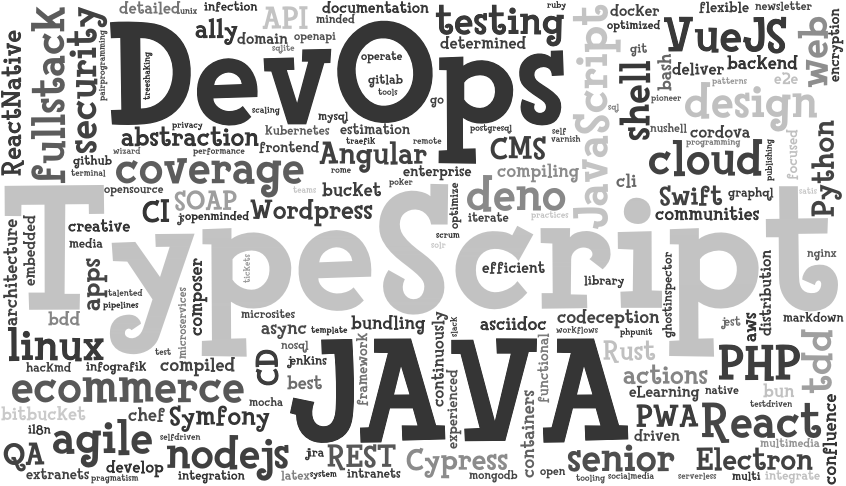 detailed
unix
infection
API
documentation
minded
ruby
docker
optimized
flexible
newsletter
ReactNative
fullstack
security
pairprogramming
treeshaking
ally
domain
openapi
sqlite
DevOps
operate
gitlab
tools
testing
determined
JavaScript
git
VueJS
web
encryption
bash
deliver
backend
shell
pioneer
patterns
e2e
design
scaling
mysql
go
sql
privacy
abstraction
Kubernetes
estimation
traefik
remote
postgresql
self
varnish
nushell
cordova
programming
publishing
focused
Python
github
wizard
performance
frontend
Angular
CMS
cloud
terminal
coverage
rome
enterprise
compiling
opensource
SOAP
teams
bucket
poker
optimize
deno
cli
Swift
graphql
satis
CI
js
openminded
Wordpress
iterate
practices
communities
architecture
embedded
creative
media
TypeScript
scrum
solr
efficient
library
nginx
apps
talented
pipelines
microservices
composer
tickets
ghostinspector
distribution
aws
bdd
microsites
async
template
bundling
continuously
slack
asciidoc
codeception
workflows
phpunit
jest
markdown
linux
test
CD
nosql
jenkins
framework
JAVA
functional
Rust
PHP
tdd
hackmd
infografik
compiled
best
actions
ecommerce
mocha
experienced
eLearning
native
bun
testdriven
bitbucket
chef
Symfony
PWA
React
confluence
i18n
agile
selfdriven
containers
driven
multimedia
QA
nodejs
jra
REST
Cypress
senior
Electron
develop
extranets
pragmatism
integration
latex
system
intranets
mongodb
open
tooling
socialmedia
serverless
multi
integrate